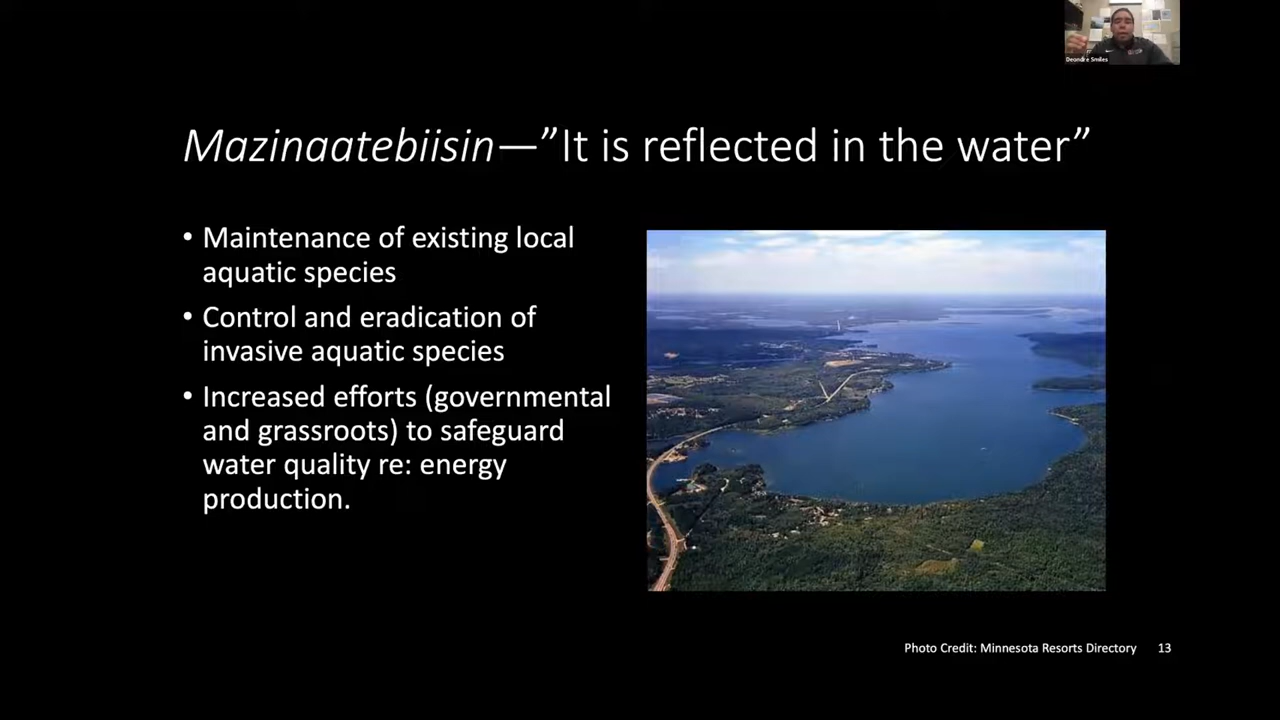 Deondre Smiles
Mazinaatebiisin—”It is reflected in the water”
• Maintenance of existing local
aquatic species
• Control and eradication of
invasive aquatic species
• Increased efforts (governmental
and grassroots) to safeguard
water quality re: energy
production.
Photo Credit: Minnesota Resorts Directory
13